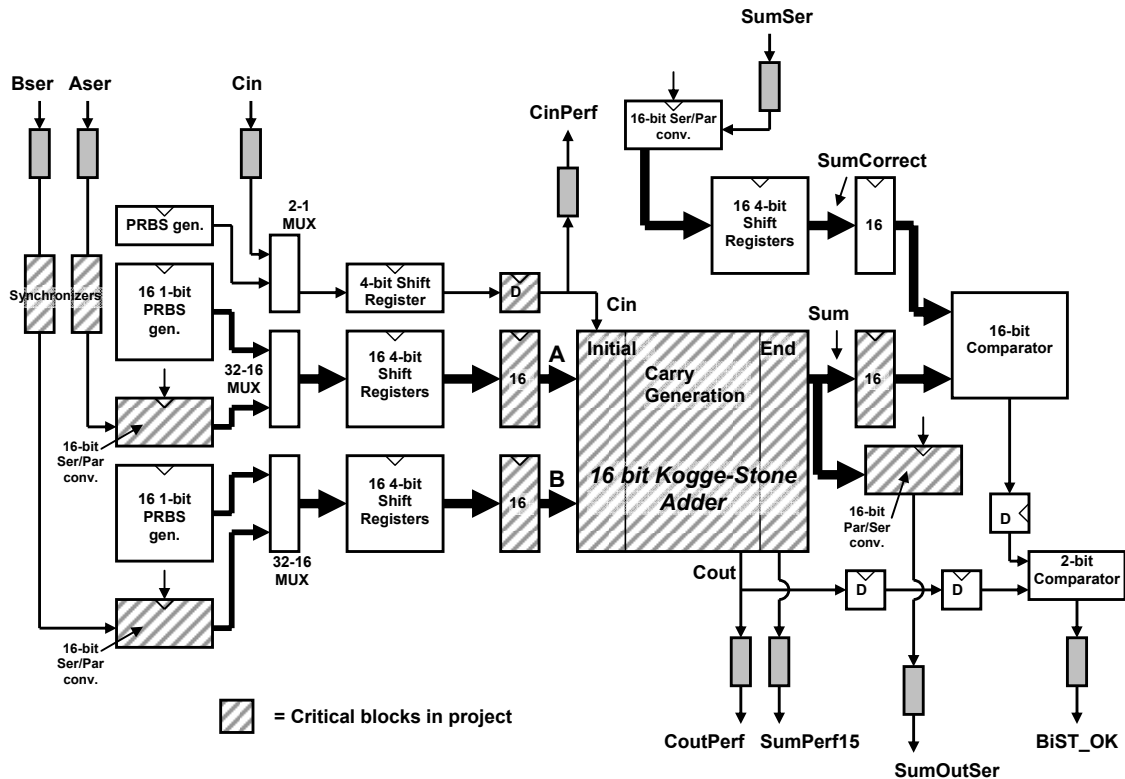 SumSer
Bser
Aser
Cin
CinPerf
16-bit Ser/Par
conv.
SumCorrect
2-1
MUX
PRBS gen.
16 4-bit
Shift
Registers
16
Synchronizers
16 1-bit
PRBS
gen.
4-bit Shift
Register
D
Cin
Sum
16-bit
Comparator
32-16
MUX
16 4-bit
Shift
Registers
16
A
Initial
End
Carry
Generation
16
16-bit
Ser/Par
conv.
16 1-bit
PRBS
gen.
16 4-bit
Shift
Registers
16
B
16 bit Kogge-Stone
Adder
16-bit
Par/Ser
conv.
D
32-16
MUX
Cout
D
D
2-bit
Comparator
16-bit
Ser/Par
conv.
= Critical blocks in project
CoutPerf
SumPerf15
BiST_OK
SumOutSer